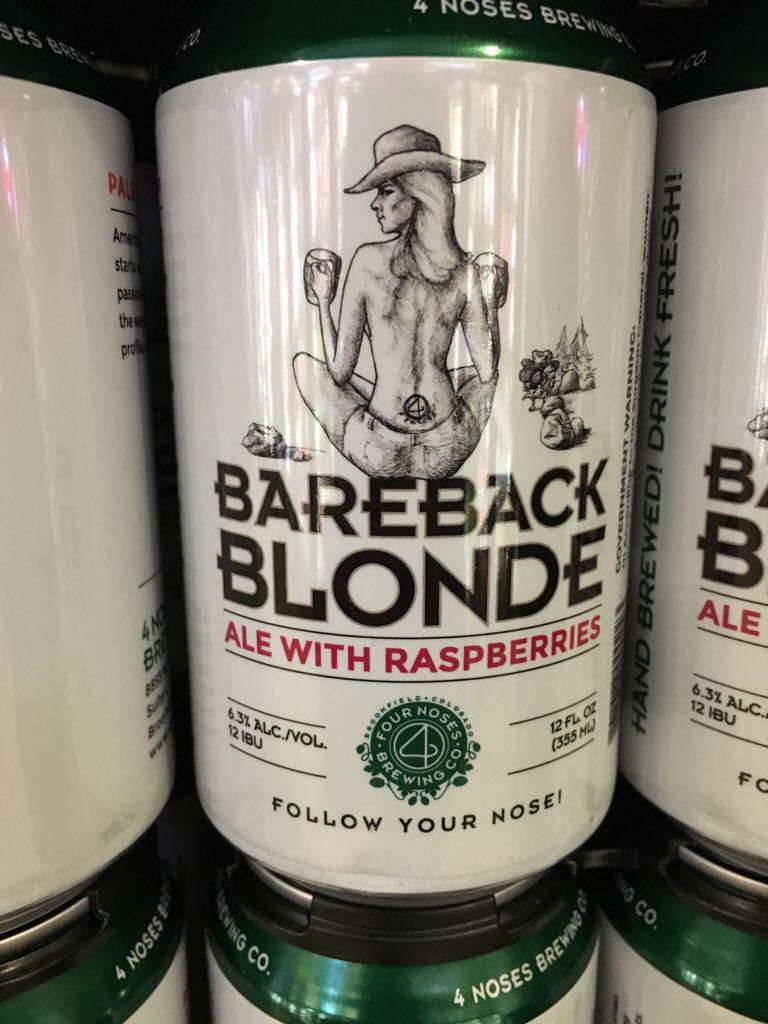 4 NOSES BREWING
CO.
BAREBACK
BLONDE
ALE WITH RASPBERRIES
6.3% ALC./VOL.
12 IBU
BROOMFIELD • COLORADO
FOUR NOSES
4
BREWING CO.
12 FL. OZ
(355 ML)
FOLLOW YOUR NOSE!
GOVERNMENT WARNING:
HAND BREWED! DRINK FRESH!
ALE
6.3% ALC.
12 IBU
4 NOSES
BREWING CO.
4 NOSES BREWING
CO.